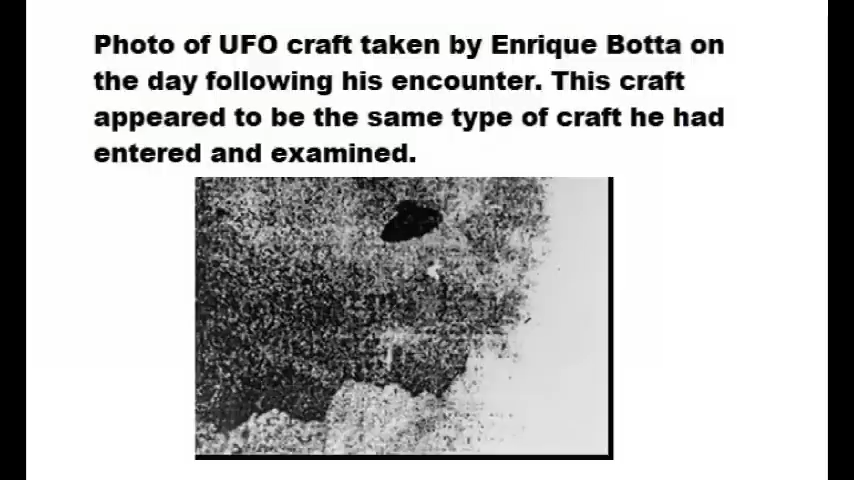 Photo of UFO craft taken by Enrique Botta on
the day following his encounter. This craft
appeared to be the same type of craft he had
entered and examined.